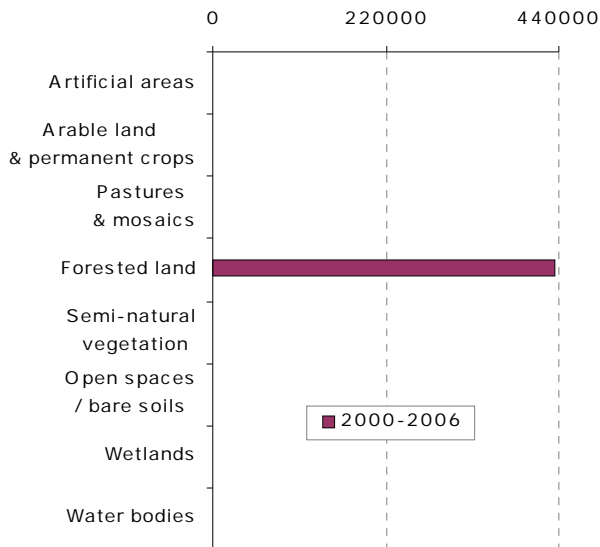 0 220000 440000
Artificial areas
Arable land
& permanent crops
Pastures
& mosaics
Forested land
Semi-natural
vegetation
Open spaces
/ bare soils
2000-2006
Wetlands
Water bodies